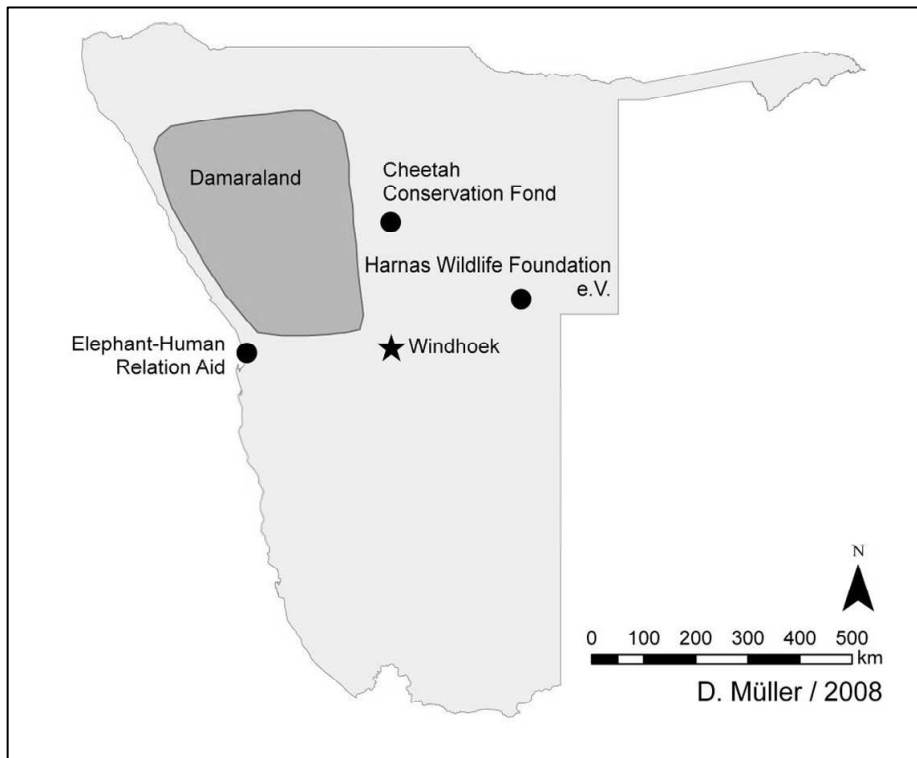 Damaraland
Cheetah
Conservation Fond
Harnas Wildlife Foundation
e.V.
Elephant-Human
Relation Aid
Windhoek
N
0 100 200 300 400 500
km
D. Müller / 2008